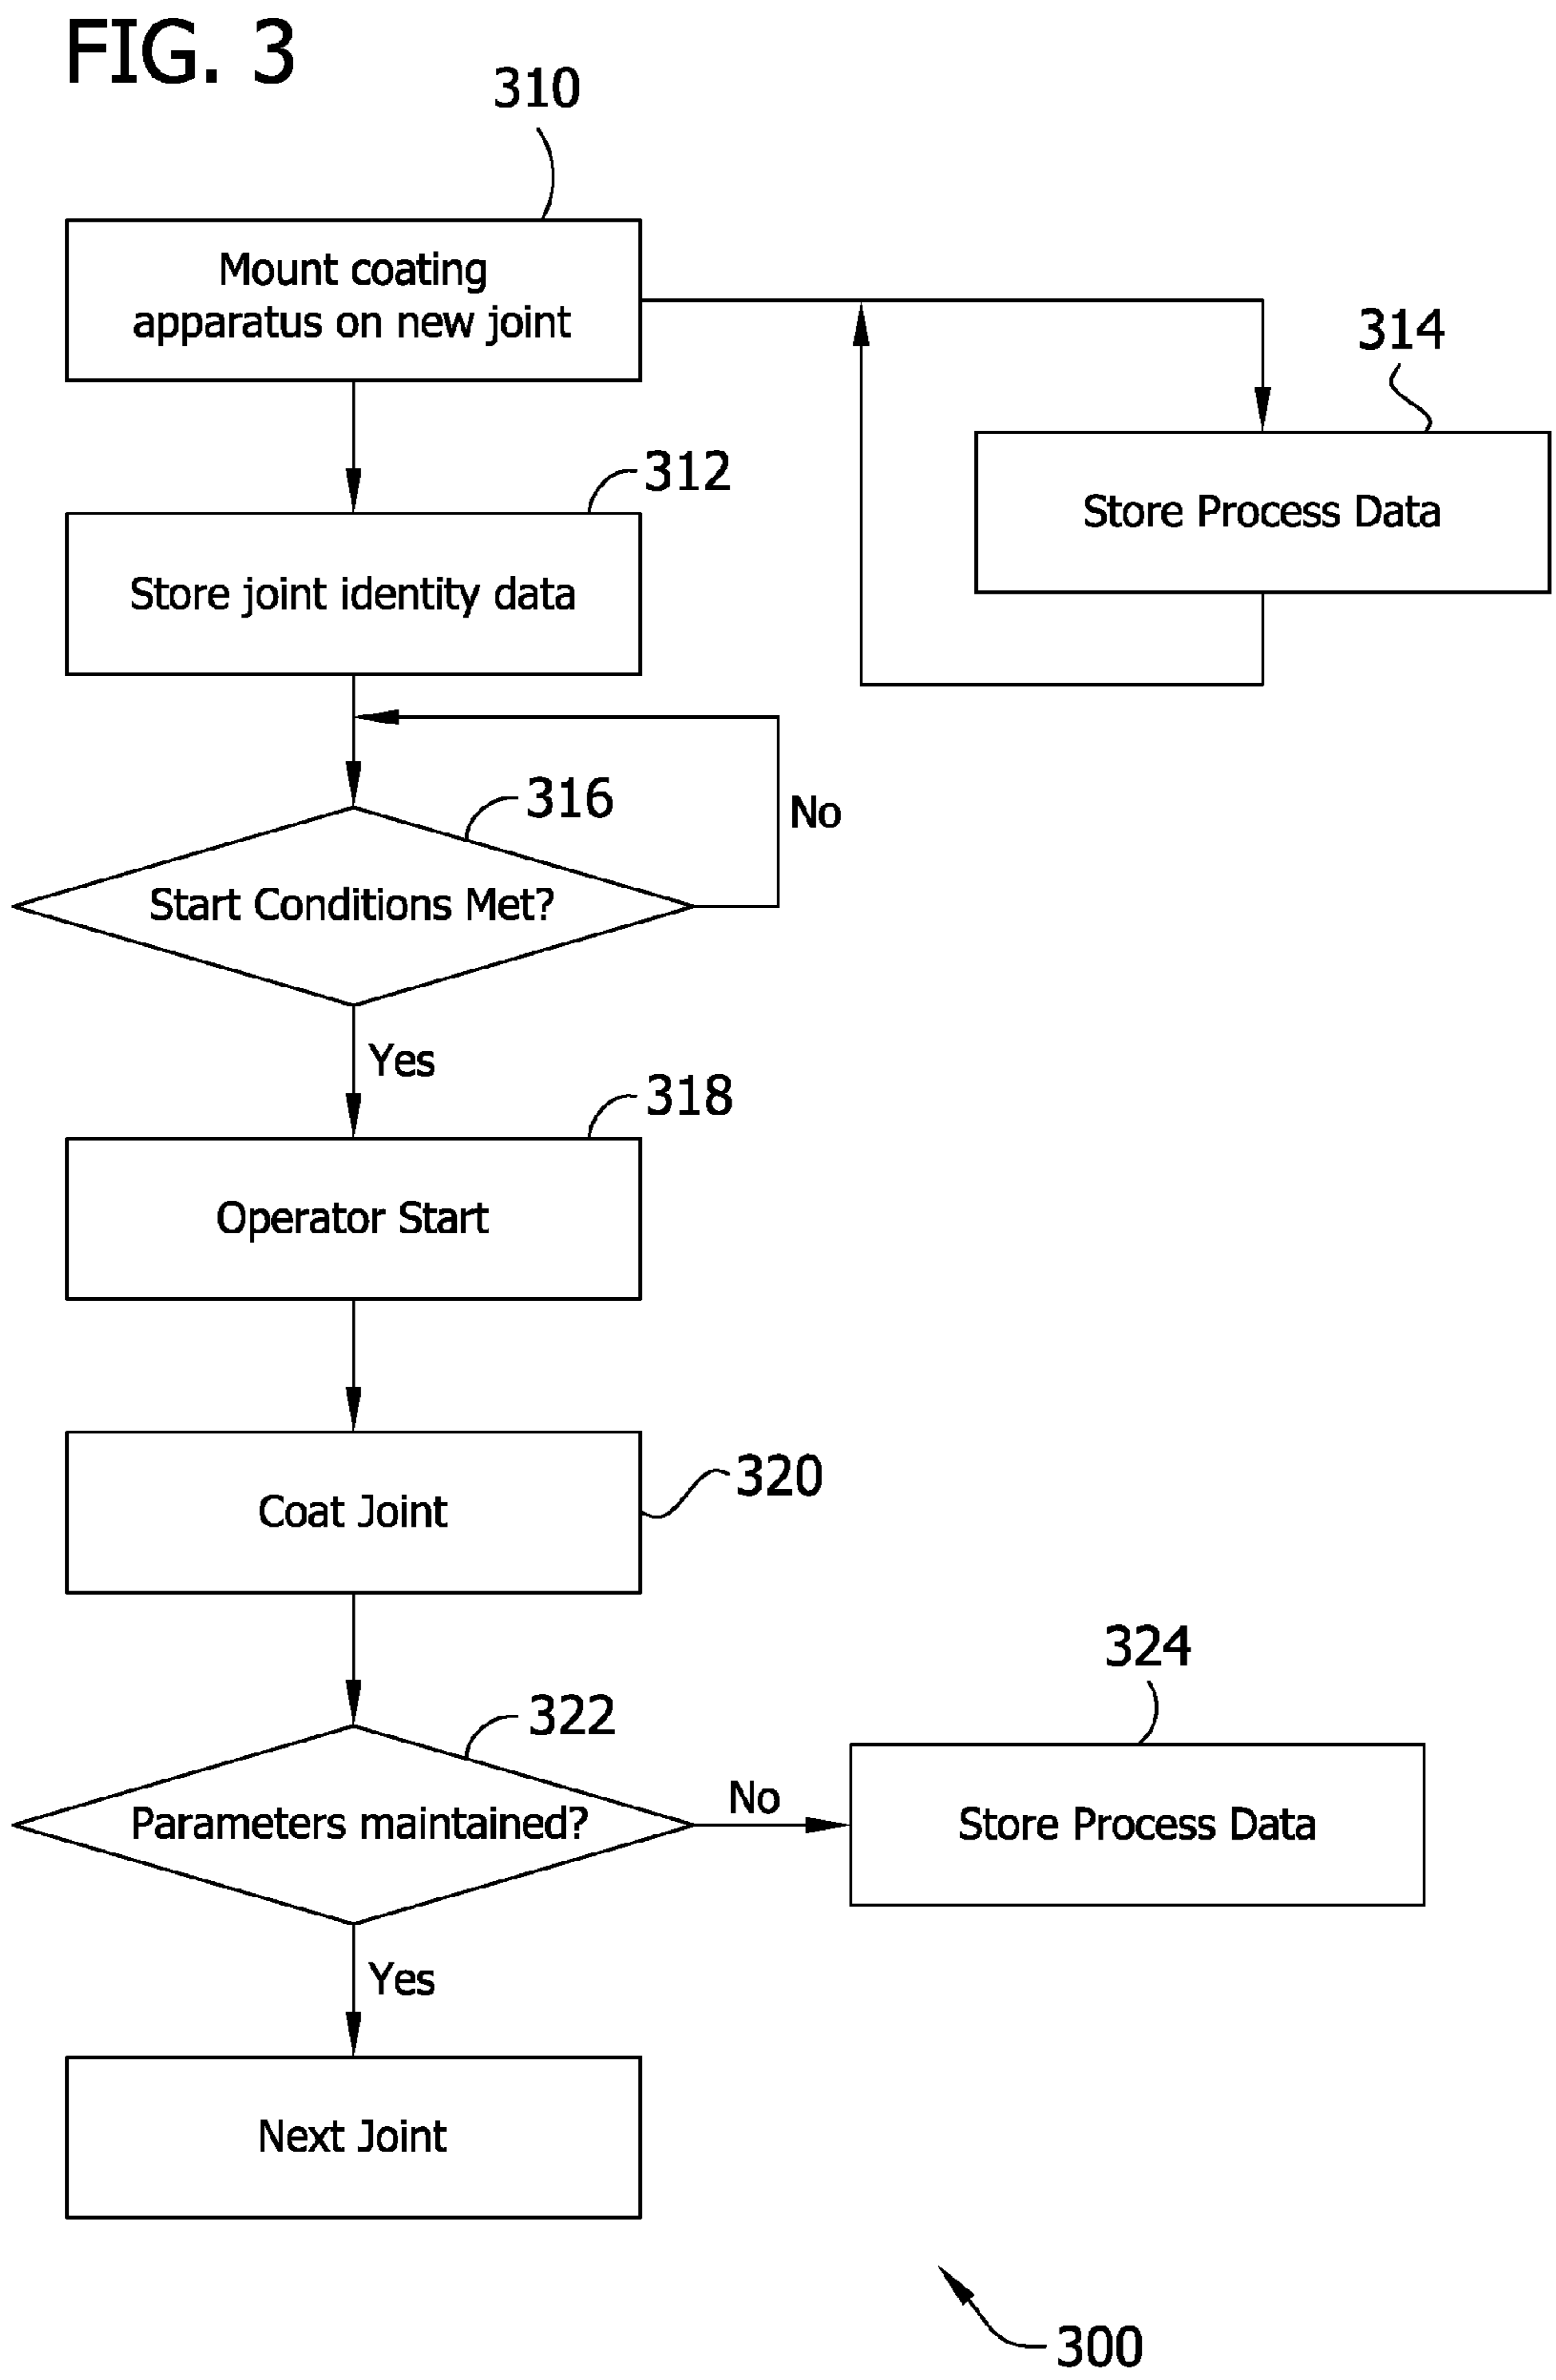 FIG. 3
310
Mount coating
apparatus on new joint
314
Store Process Data
312
Store joint identity data
316
No
Start Conditions Met?
Yes
318
Operator Start
320
Coat Joint
324
322
No
Parameters maintained?
Store Process Data
Yes
Next Joint
300